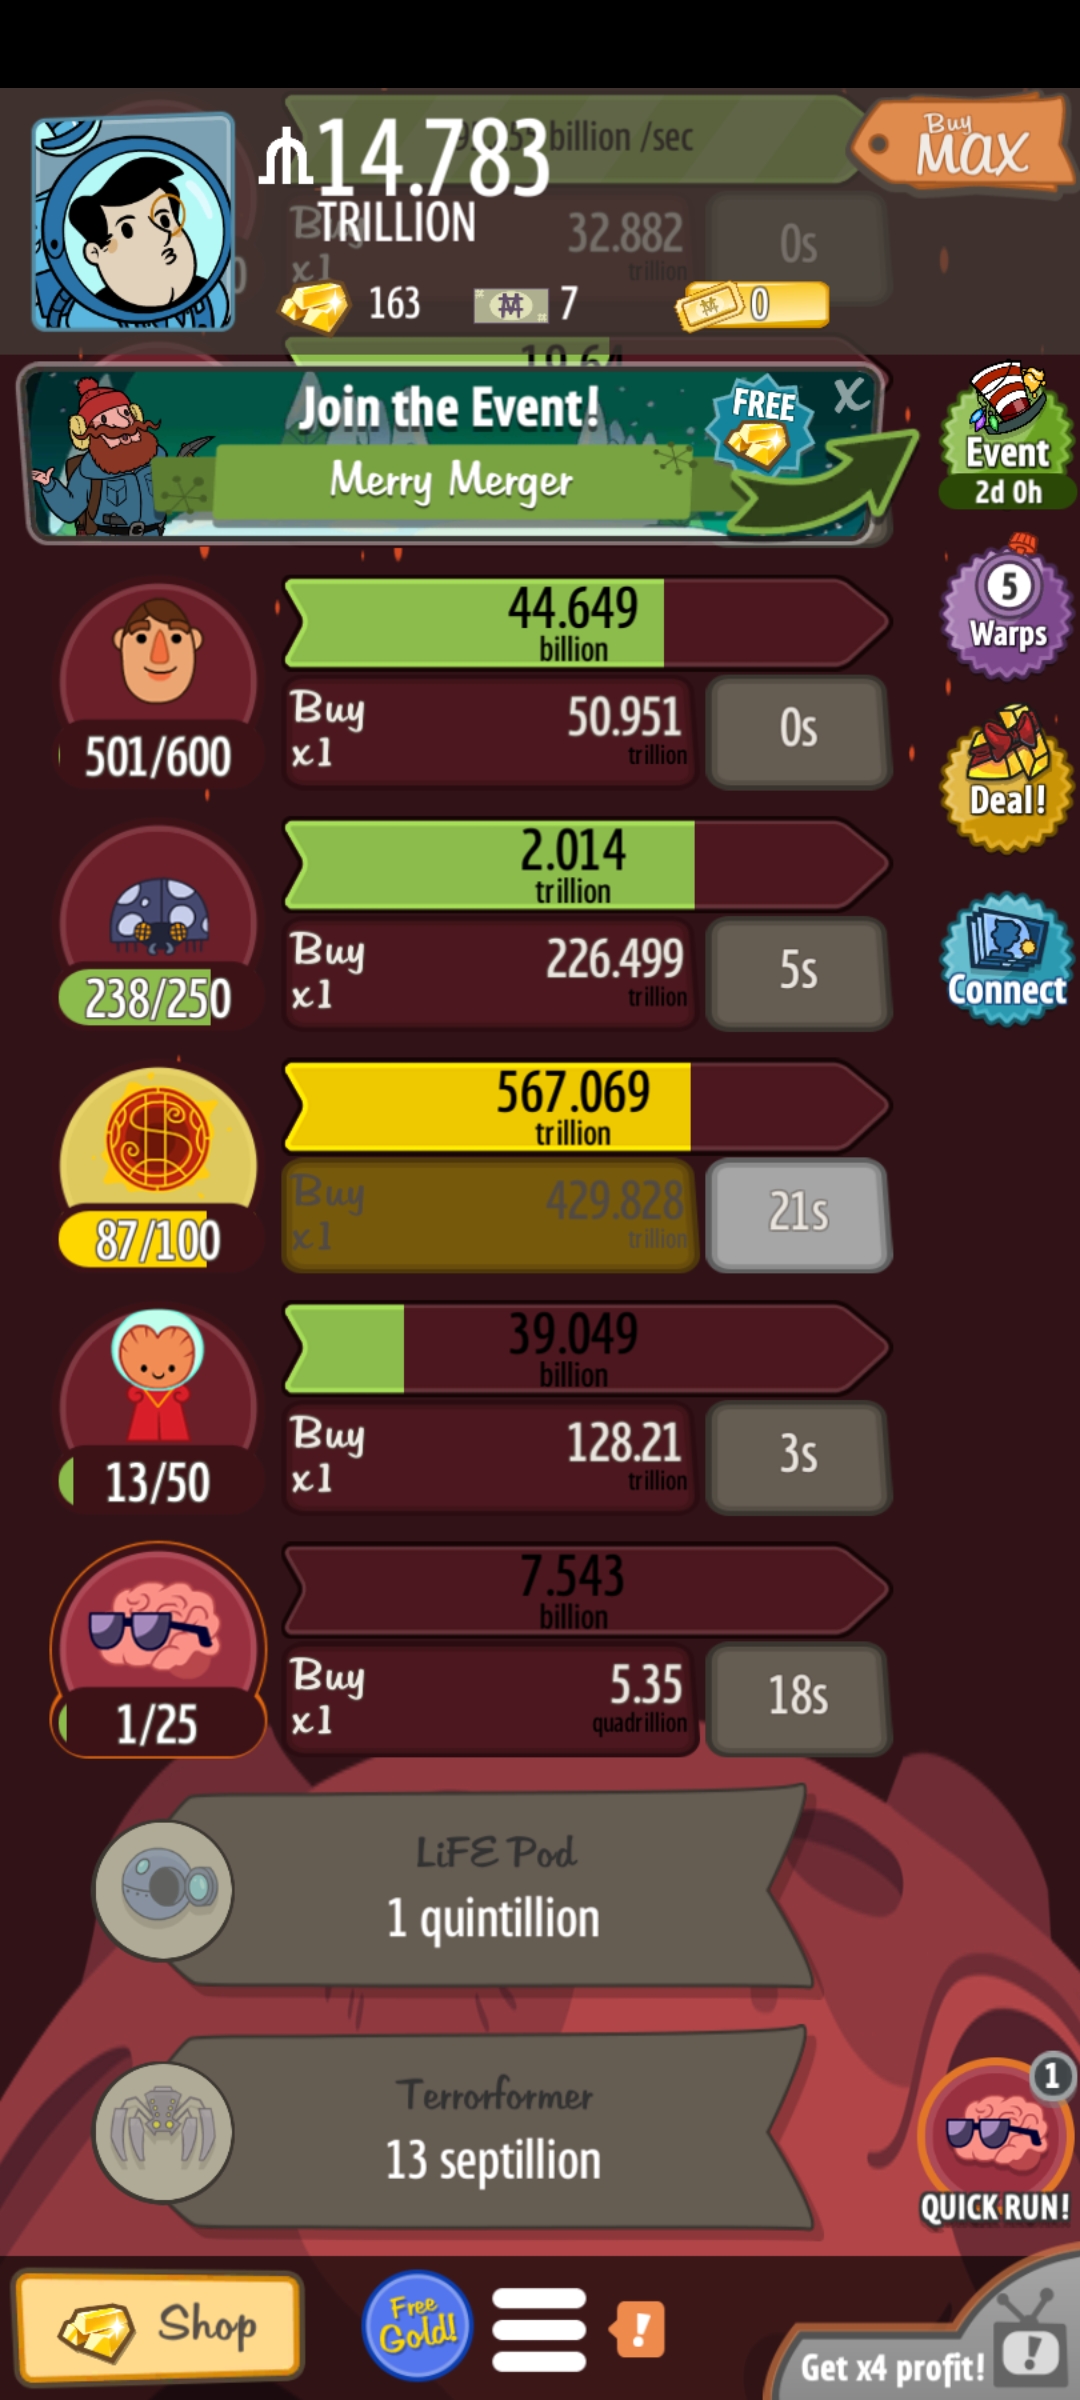 billion /sec
Buy
MAX
14.783
TRILLION
Buy
x1
32.882
trillion
0s
163
7
0
Join the Event!
FREE
X
Merry Merger
Event
2d 0h
44.649
billion
501/600
Buy
x1
50.951
trillion
0s
5
Warps
2.014
trillion
238/250
Buy
x1
226.499
trillion
5s
Deal!
Connect
567.069
trillion
87/100
Buy
x1
429.828
trillion
21s
39.049
billion
13/50
Buy
x1
128.21
trillion
3s
7.543
billion
1/25
Buy
x1
5.35
quadrillion
18s
LiFE Pod
1 quintillion
Terrorformer
13 septillion
1
QUICK RUN!
Shop
Free
Gold!
!
Get x4 profit!
!